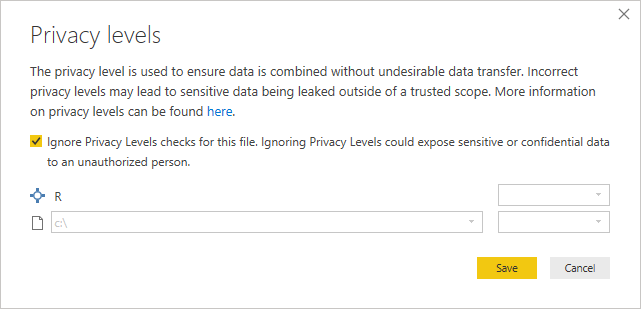 Privacy levels
The privacy level is used to ensure data is combined without undesirable data transfer. Incorrect
privacy levels may lead to sensitive data being leaked outside of a trusted scope. More information
on privacy levels can be found here.
Ignore Privacy Levels checks for this file. Ignoring Privacy Levels could expose sensitive or confidential data
to an unauthorized person.
R
c:\
Save Cancel